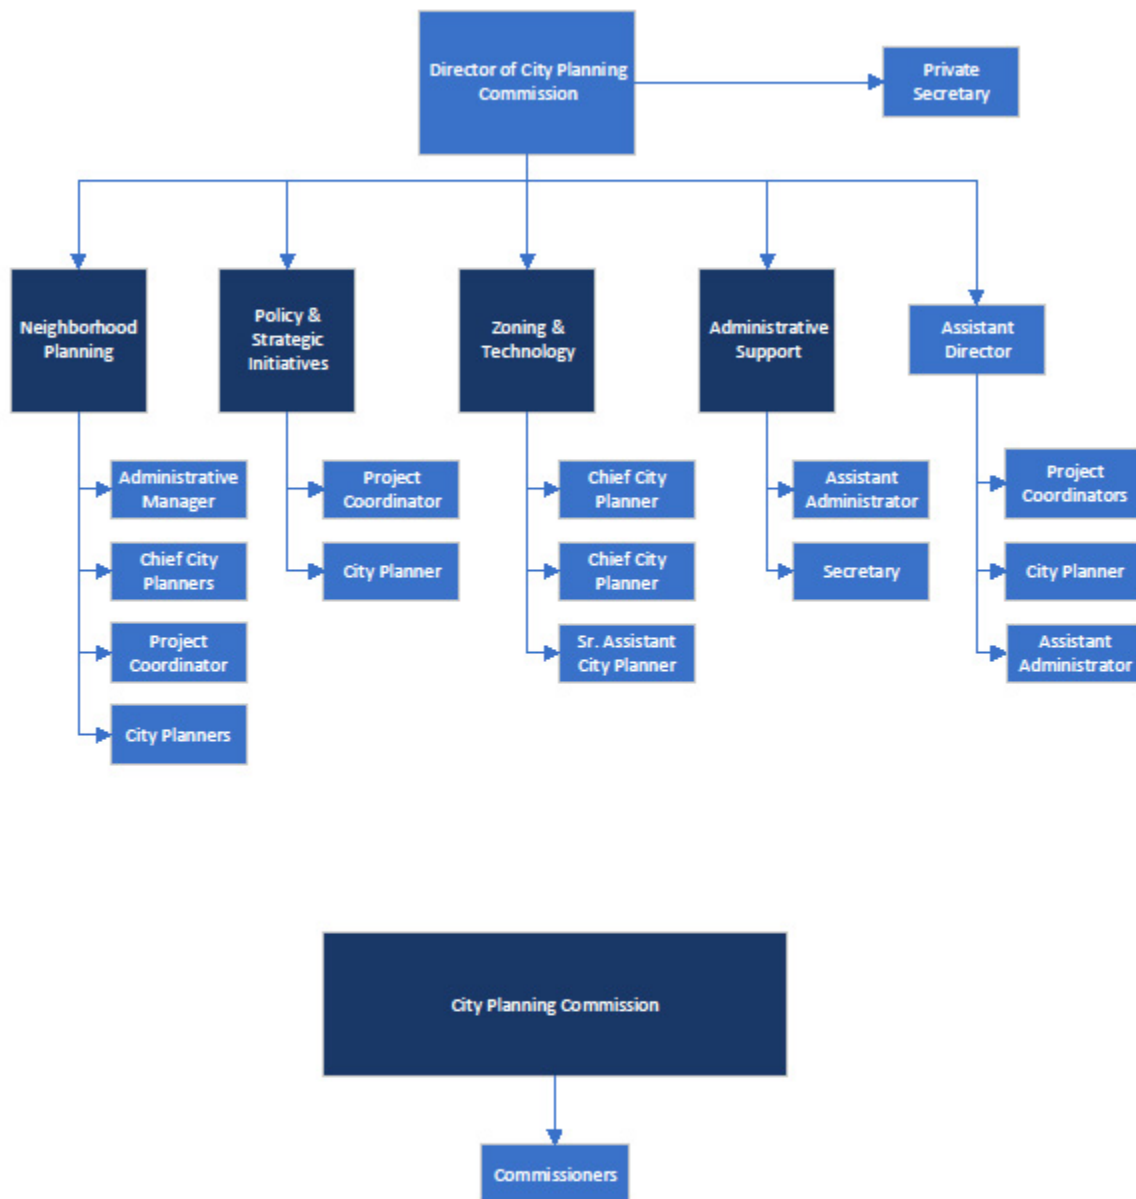 Director of City Planning
Commission
Private
Secretary
Neighborhood
Planning
Policy &
Strategic
Initiatives
Zoning &
Technology
Administrative
Support
Assistant
Director
Administrative
Manager
Chief City
Planners
Project
Coordinator
City Planners
Project
Coordinator
City Planner
Chief City
Planner
Chief City
Planner
Sr. Assistant
City Planner
Assistant
Administrator
Secretary
Project
Coordinators
City Planner
Assistant
Administrator
City Planning Commission
Commissioners